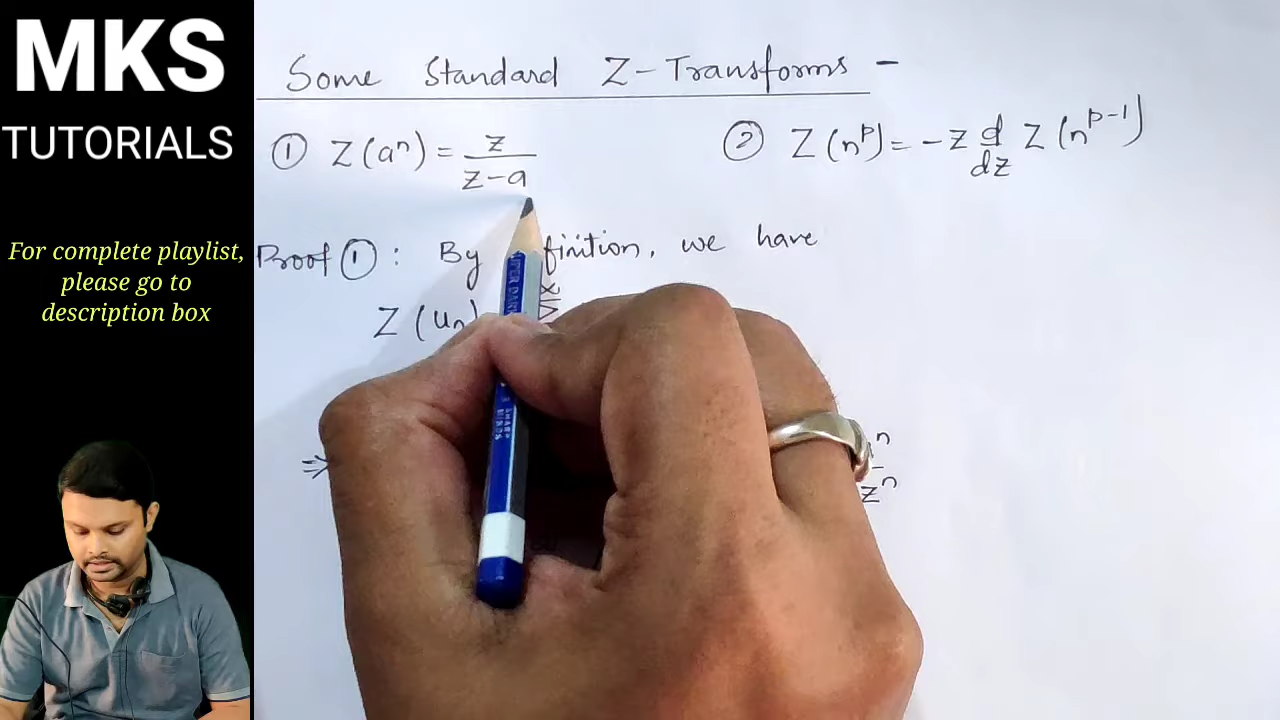 MKS
TUTORIALS
For complete playlist,
please go to
description box
Some Standard Z-Transforms -
① Z(aⁿ) = z/(z-a)
② Z(nᵖ) = -z d/dz Z(nᵖ⁻¹)
Proof ① : By finition, we have
Z(uₙ)
⇒ n
zⁿ